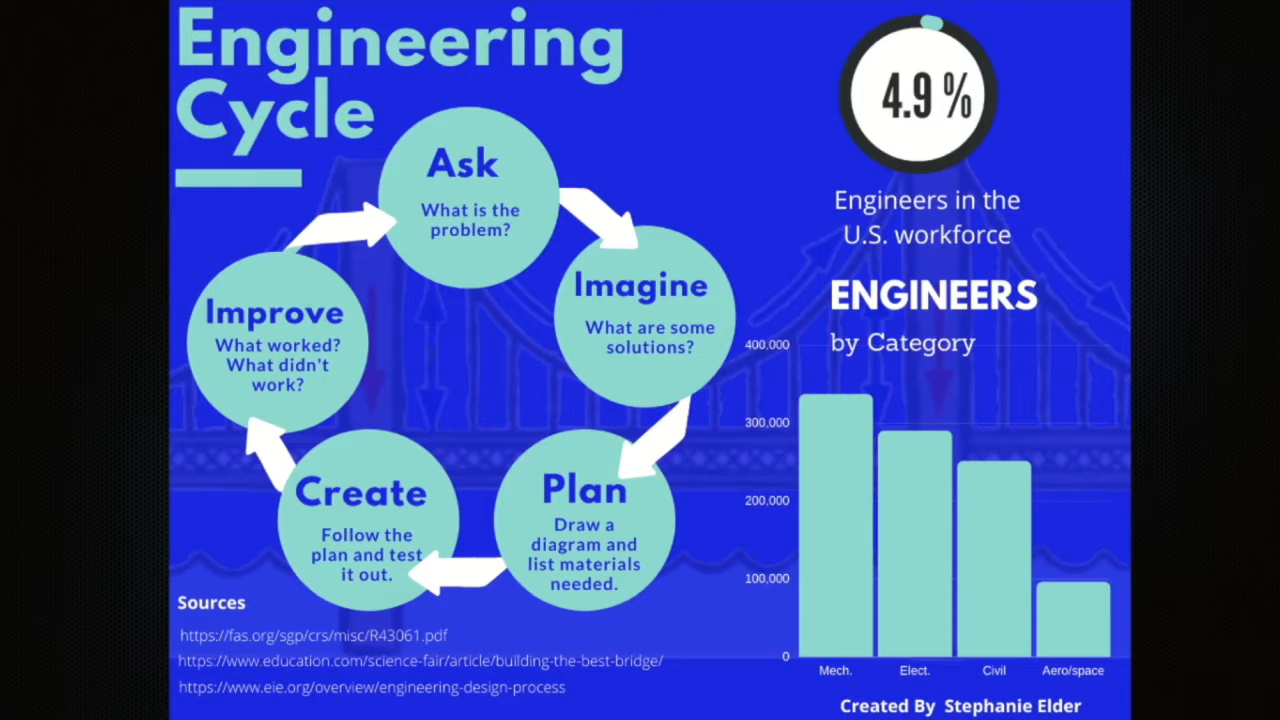 Engineering
Cycle
Ask
What is the
problem?
Imagine
What are some
solutions?
Plan
Draw a
diagram and
list materials
needed.
Create
Follow the
plan and test
it out.
Improve
What worked?
What didn't
work?
Sources
https://fas.org/sgp/crs/misc/R43061.pdf
https://www.education.com/science-fair/article/building-the-best-bridge/
https://www.eie.org/overview/engineering-design-process
4.9 %
Engineers in the
U.S. workforce
ENGINEERS
by Category
400,000
300,000
200,000
100,000
0
Mech. Elect. Civil Aero/space
Created By Stephanie Elder